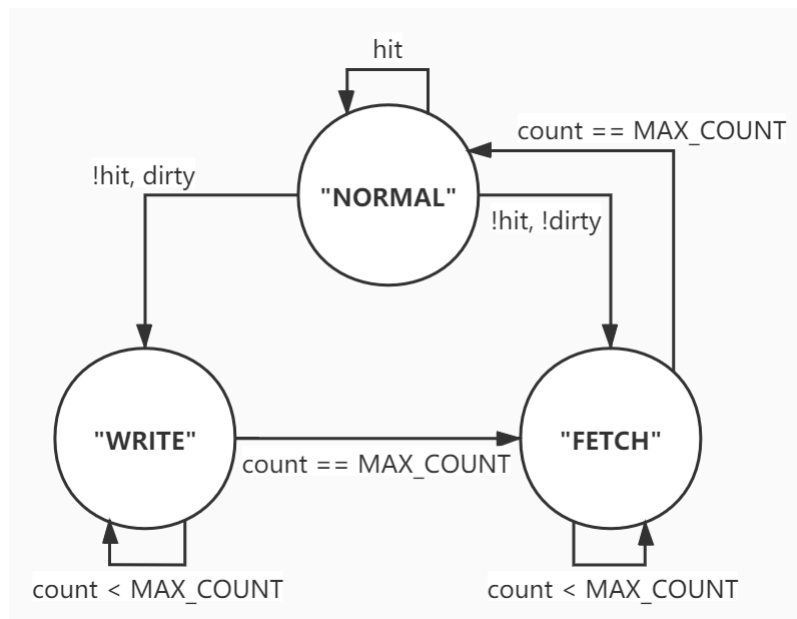 hit
count == MAX_COUNT
!hit, dirty
"NORMAL"
!hit, !dirty
"WRITE"
"FETCH"
count == MAX_COUNT
count < MAX_COUNT
count < MAX_COUNT